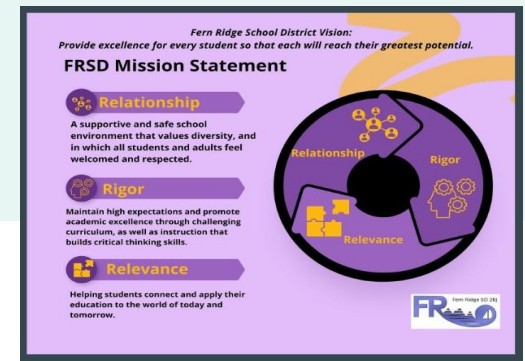 Fern Ridge School District Vision:
Provide excellence for every student so that each will reach their greatest potential.
FRSD Mission Statement
Relationship
A supportive and safe school
environment that values diversity, and
in which all students and adults feel
welcomed and respected.
Rigor
Maintain high expectations and promote
academic excellence through challenging
curriculum, as well as instruction that
builds critical thinking skills.
Relevance
Helping students connect and apply their
education to the world of today and
tomorrow.
Relationship
Rigor
Relevance
FR
Fern Ridge SD 28J